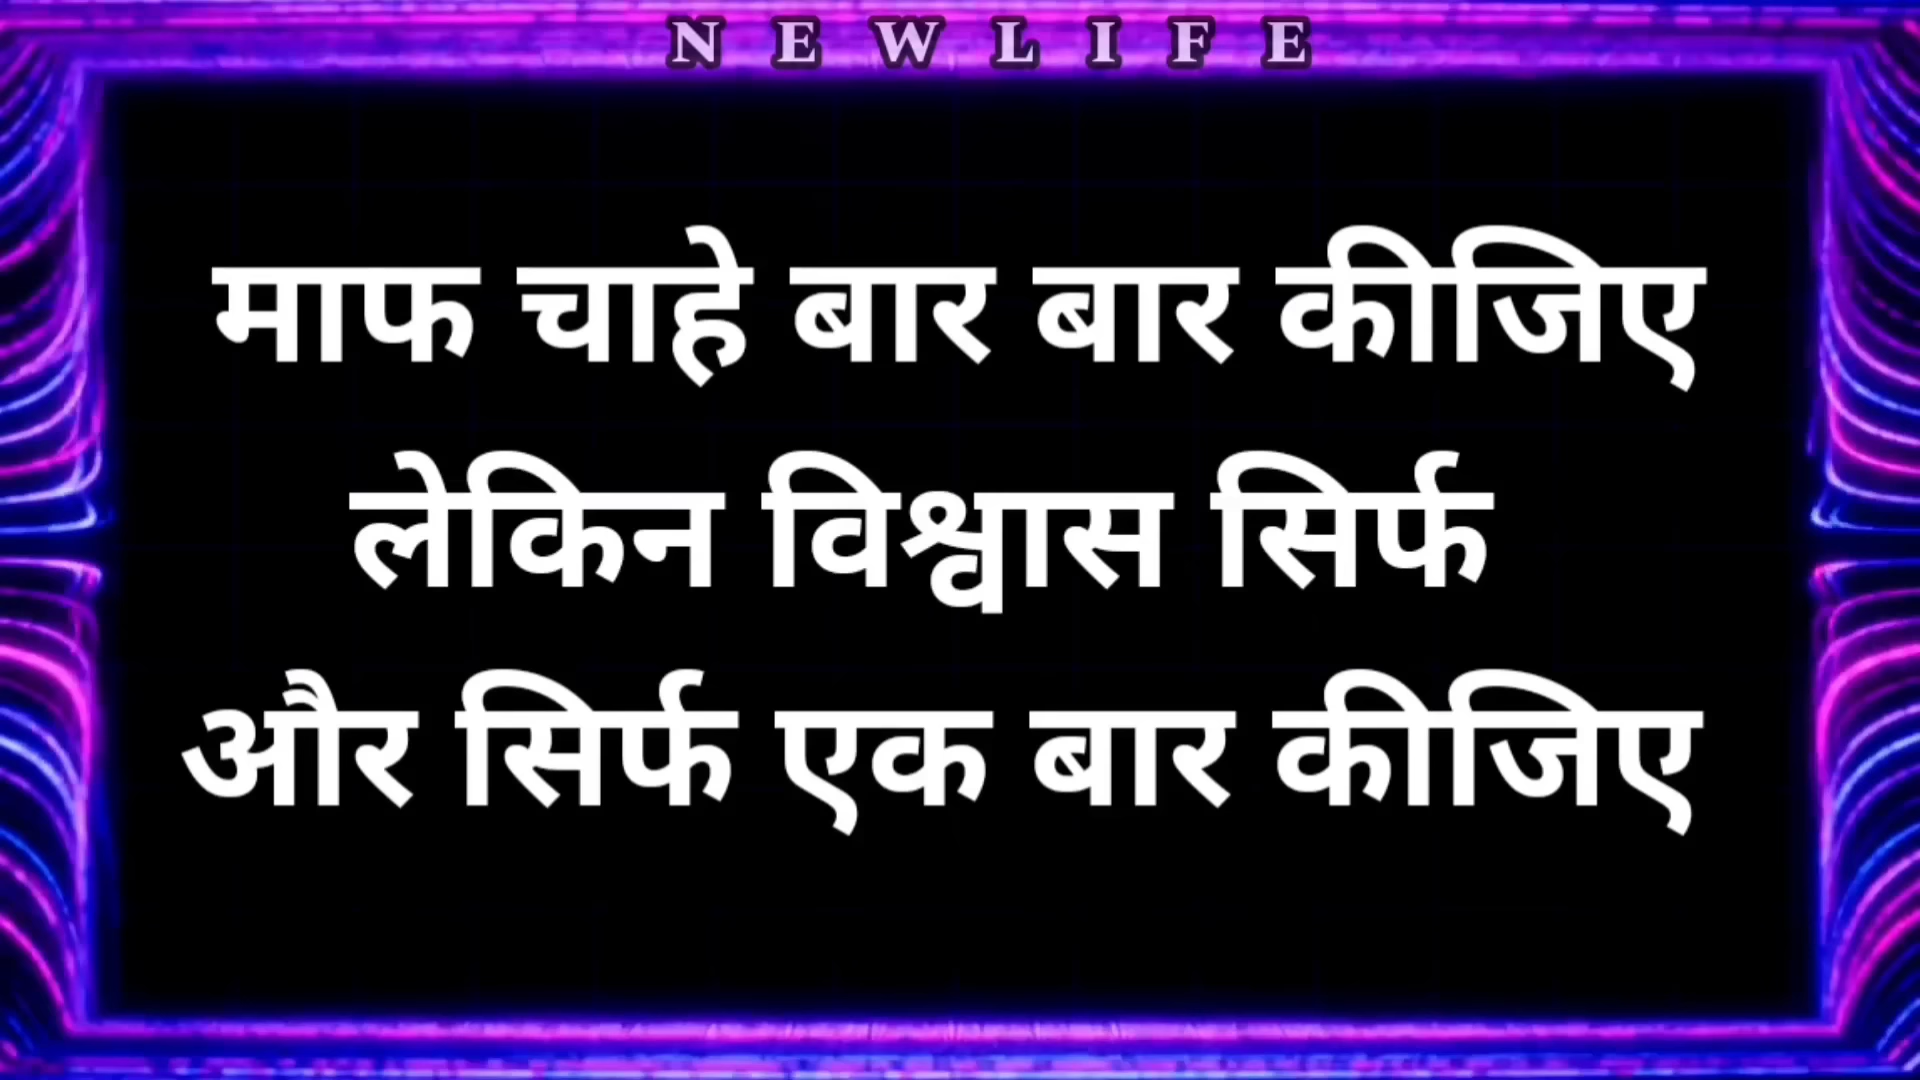 N E W L I F E
माफ चाहे बार बार कीजिए
लेकिन विश्वास सिर्फ
और सिर्फ एक बार कीजिए